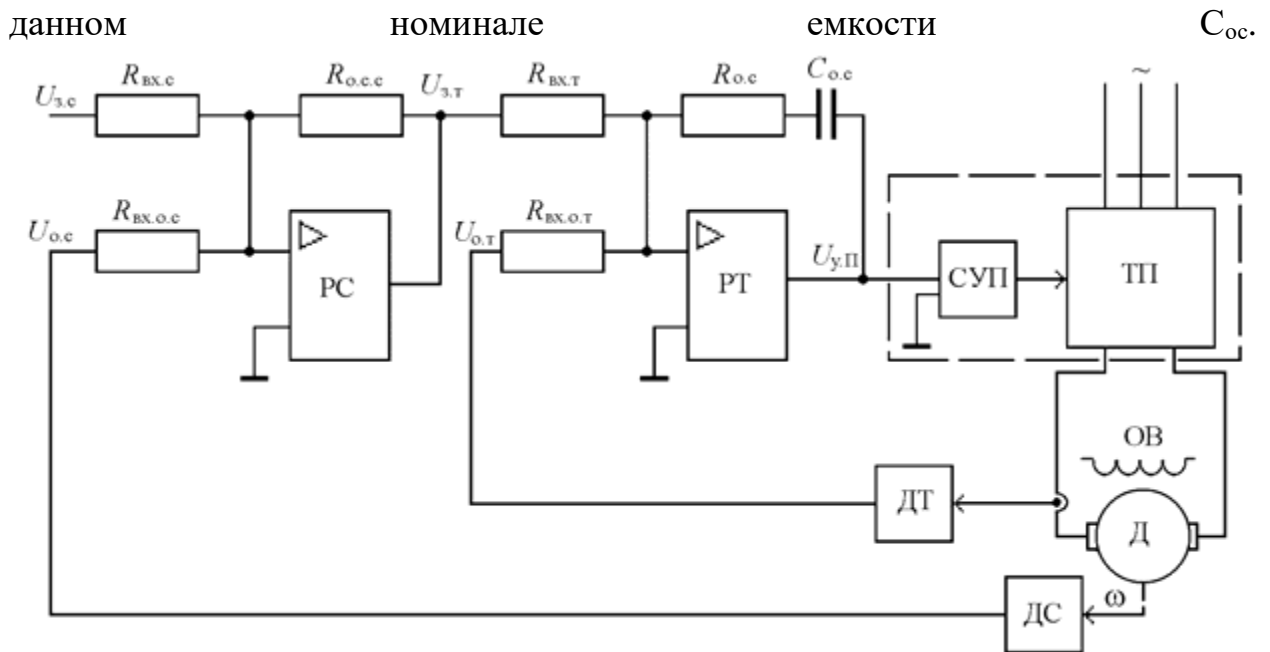 данном номинале емкости Cос.
Rвх.с Rо.с.с Uз.т Rвх.т Rо.с Cо.с ~
Uз.с
Uо.с Rвх.о.с Uо.т Rвх.о.т
РС РТ Uу.П СУП ТП
ОВ
ДТ Д
ДС ω